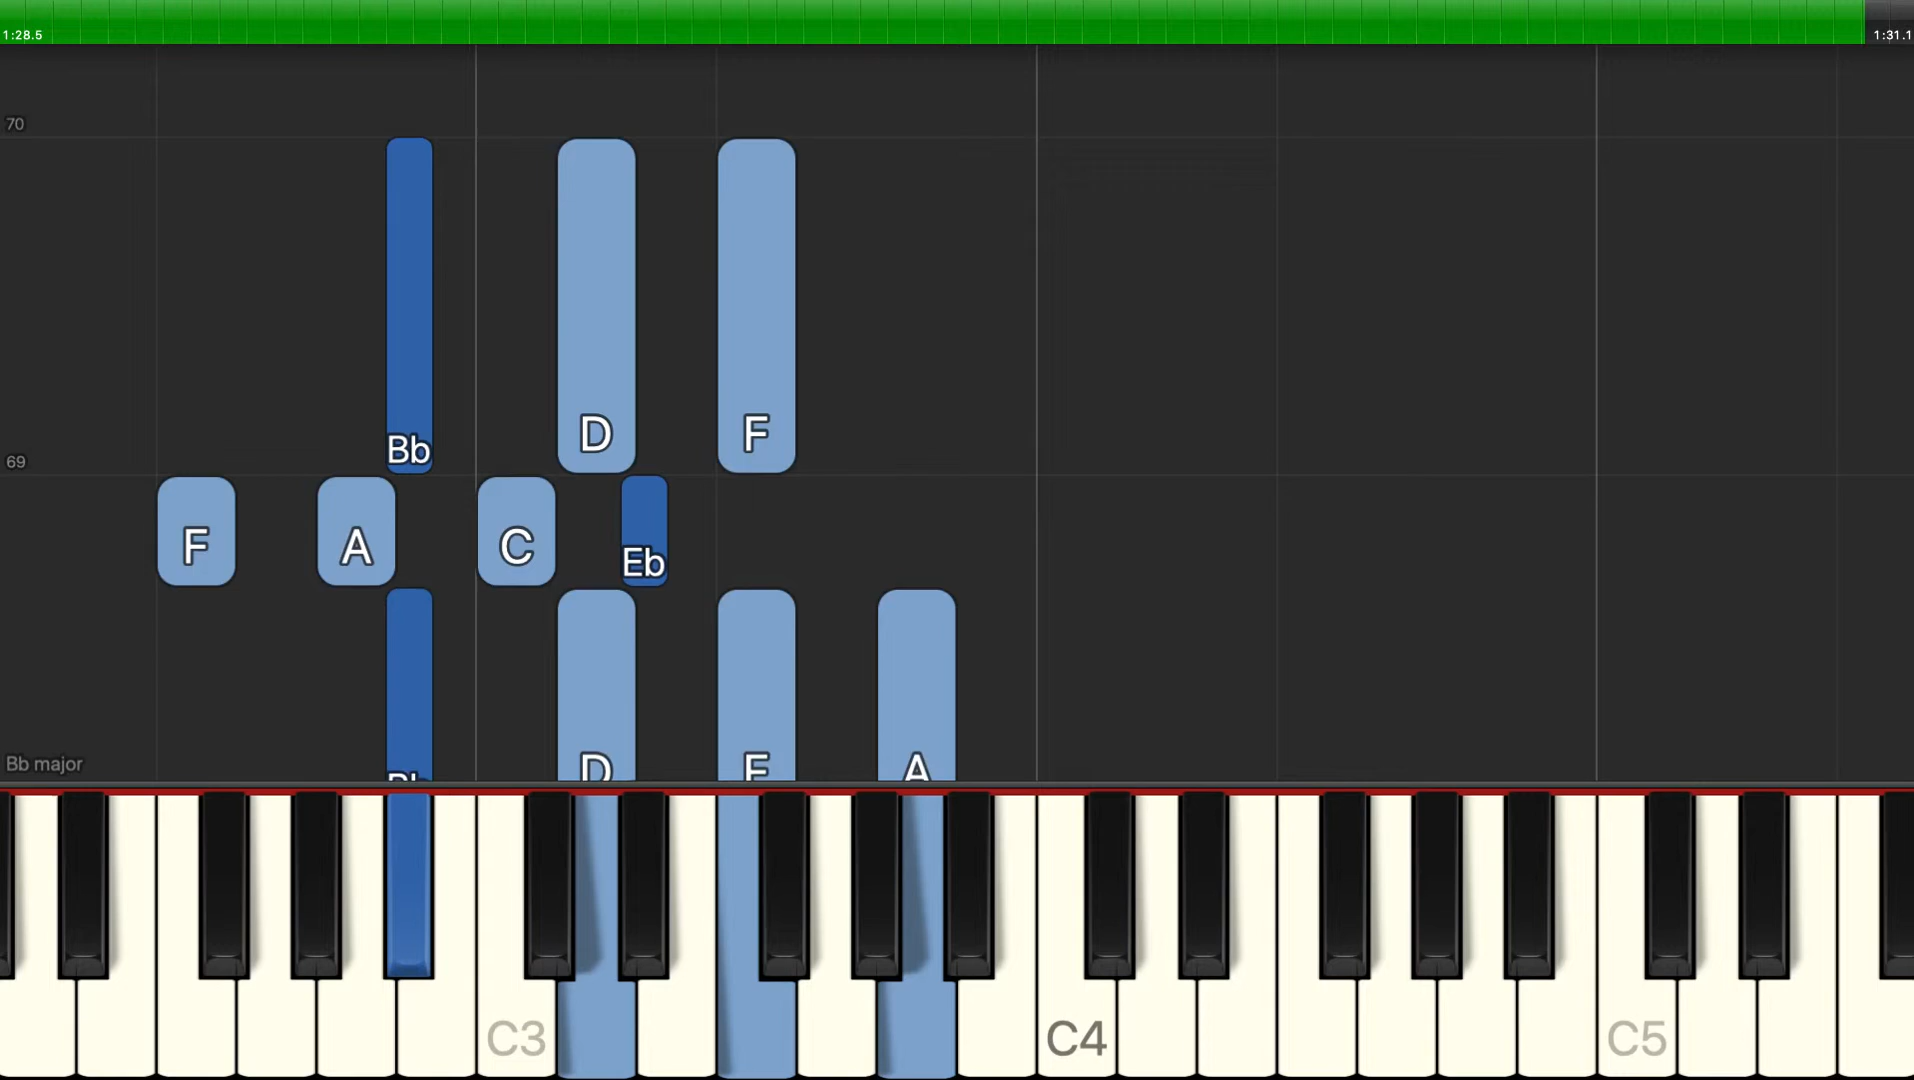 1:28.5 1:31.1
70
Bb D F
69
F A C Eb
Bb major
D F A
C3 C4 C5